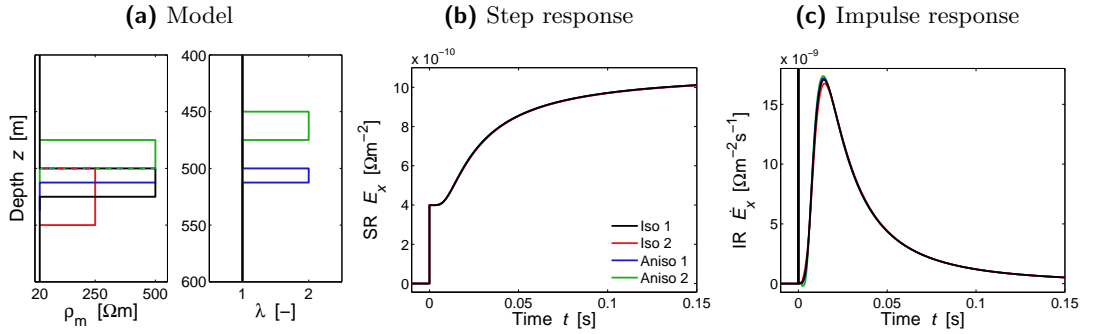 (a) Model
(b) Step response
(c) Impulse response
400
450
500
550
600
Depth z [m]
20 250 500
ρm [Ωm]
1 2
λ [–]
x 10⁻¹⁰
10
8
6
4
2
0
SR Eₓ [Ωm⁻²]
Iso 1
Iso 2
Aniso 1
Aniso 2
0 0.05 0.1 0.15
Time t [s]
x 10⁻⁹
15
10
5
0
IR Ėₓ [Ωm⁻²s⁻¹]
0 0.05 0.1 0.15
Time t [s]